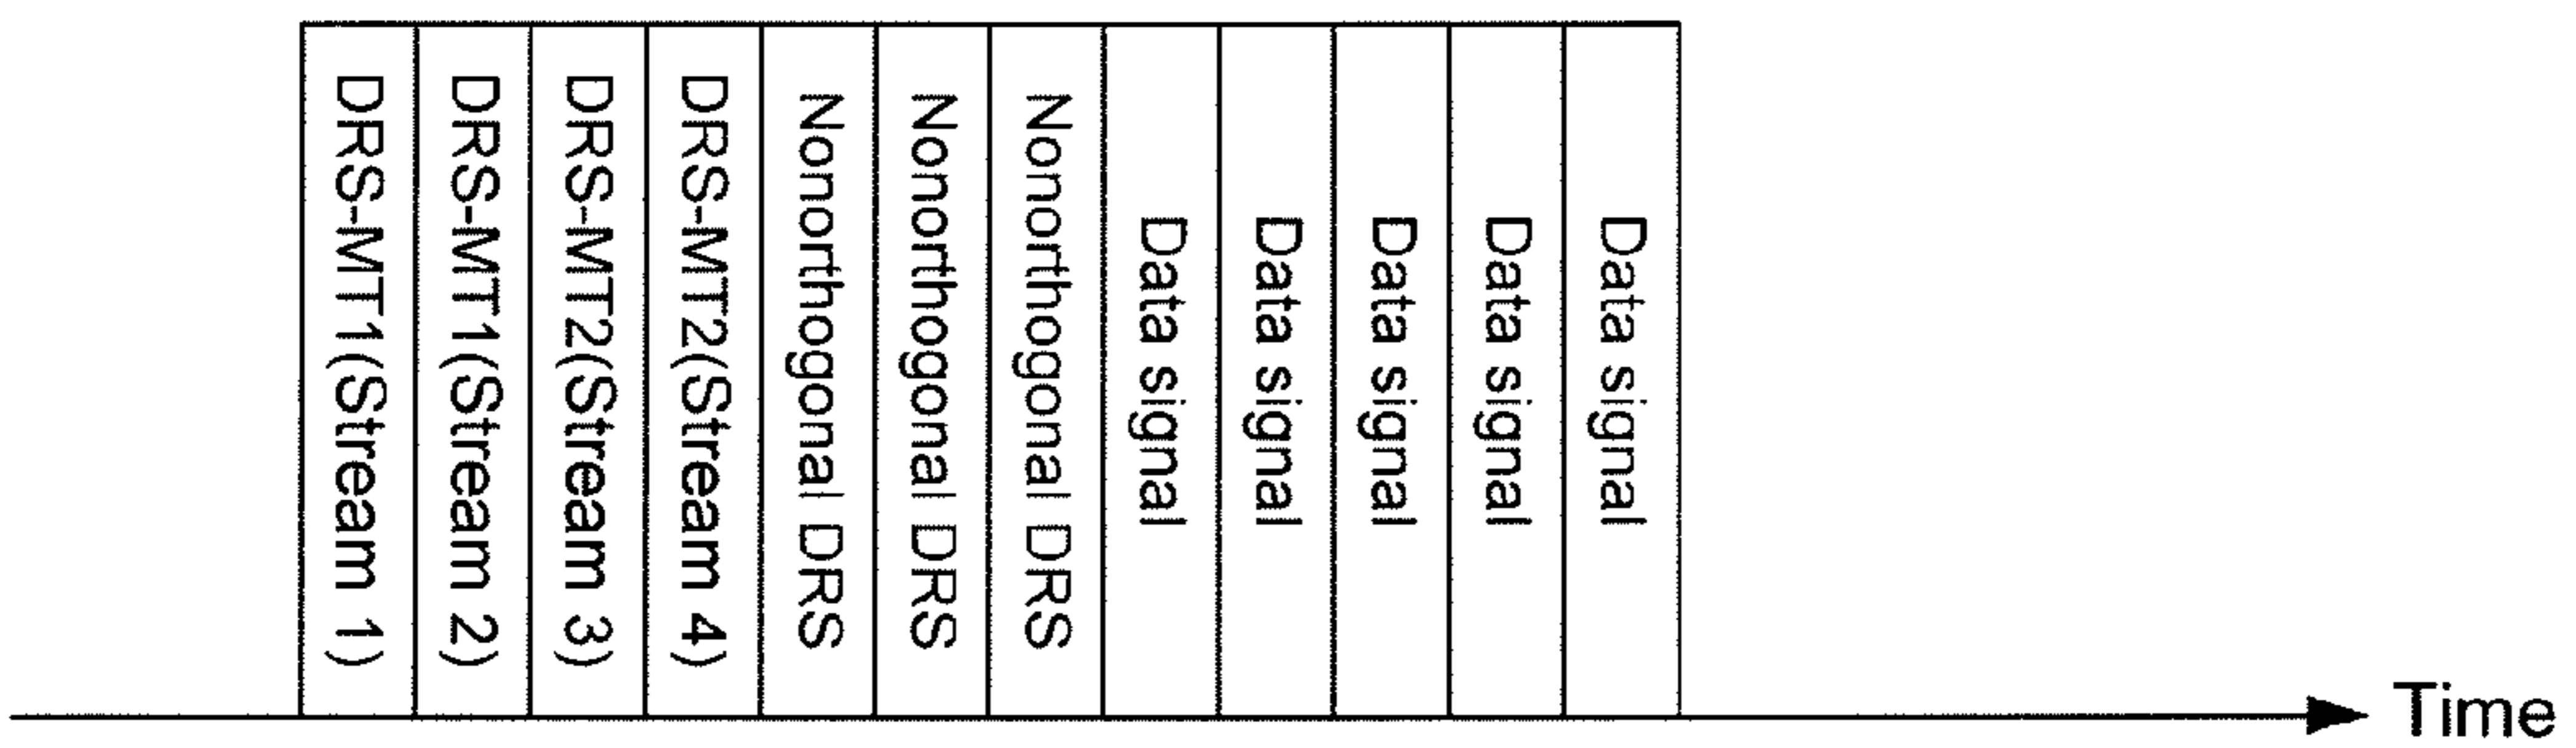 DRS-MT1(Stream 1)
DRS-MT1(Stream 2)
DRS-MT2(Stream 3)
DRS-MT2(Stream 4)
Nonorthogonal DRS
Nonorthogonal DRS
Nonorthogonal DRS
Data signal
Data signal
Data signal
Data signal
Data signal
Time